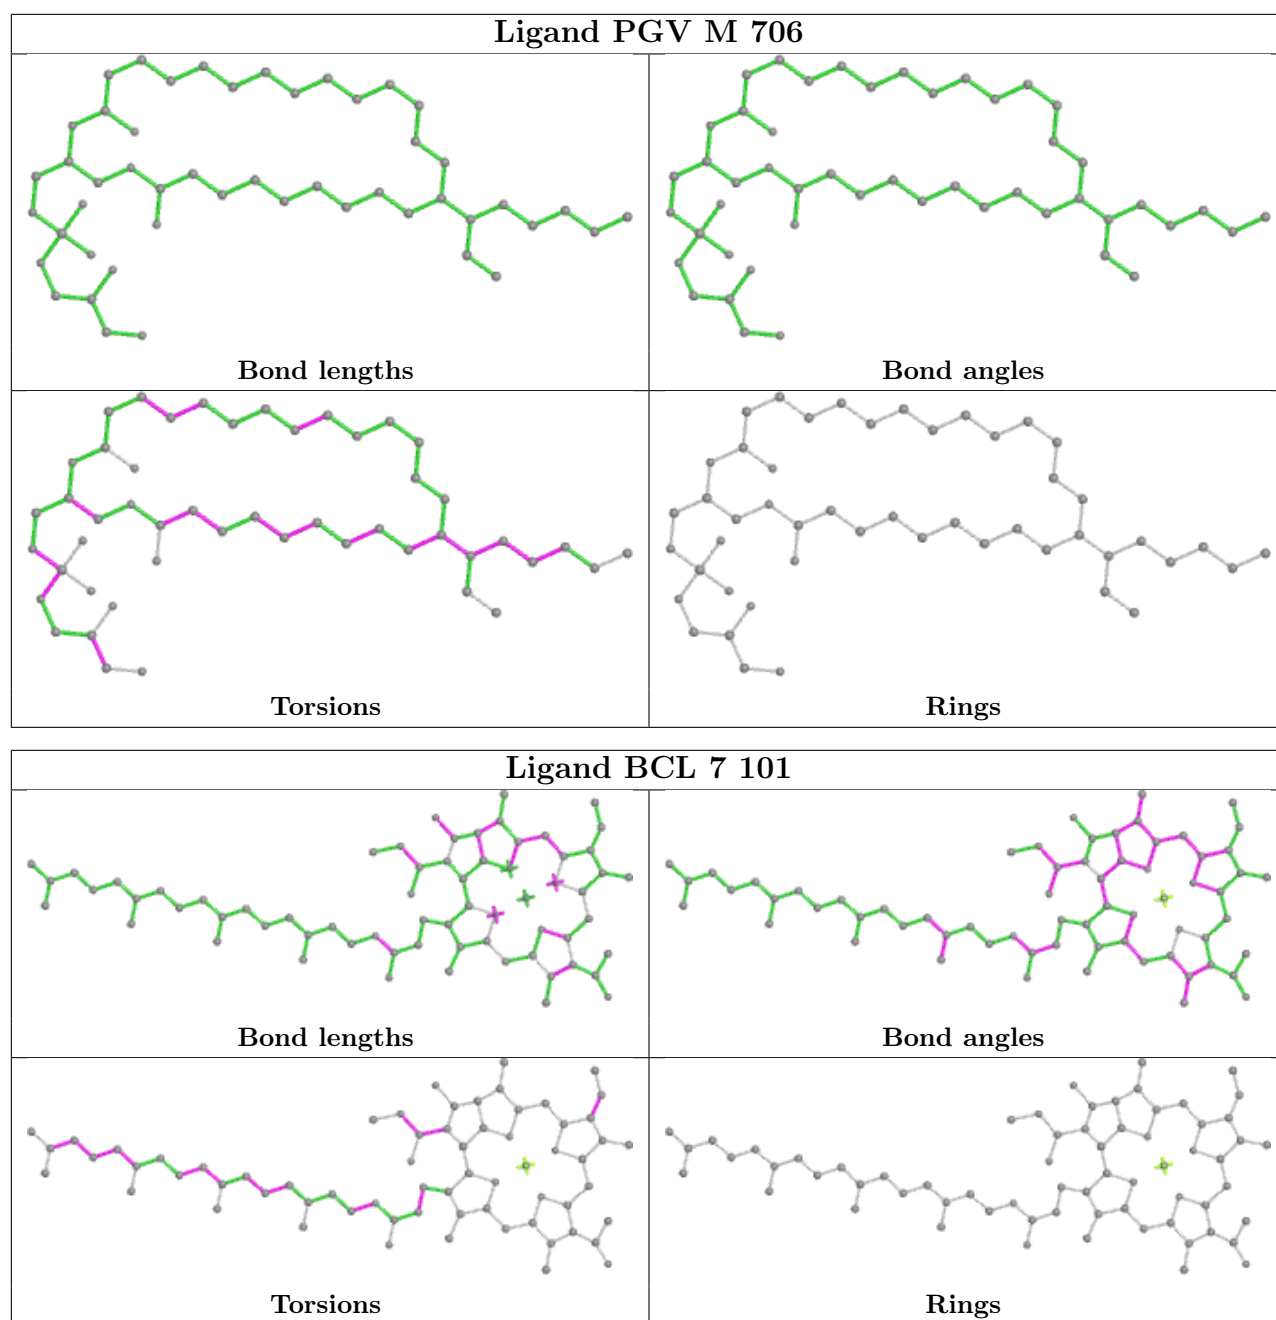 Ligand PGV M 706
Bond lengths
Bond angles
Torsions
Rings
Ligand BCL 7 101
Bond lengths
Bond angles
Torsions
Rings